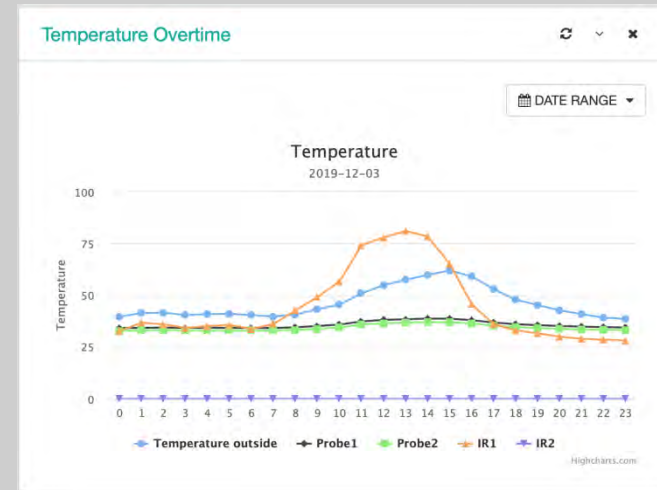 Temperature Overtime
DATE RANGE
Temperature
2019-12-03
100
75
50
25
0
Temperature
0 1 2 3 4 5 6 7 8 9 10 11 12 13 14 15 16 17 18 19 20 21 22 23
Temperature outside Probe1 Probe2 IR1 IR2
Highcharts.com